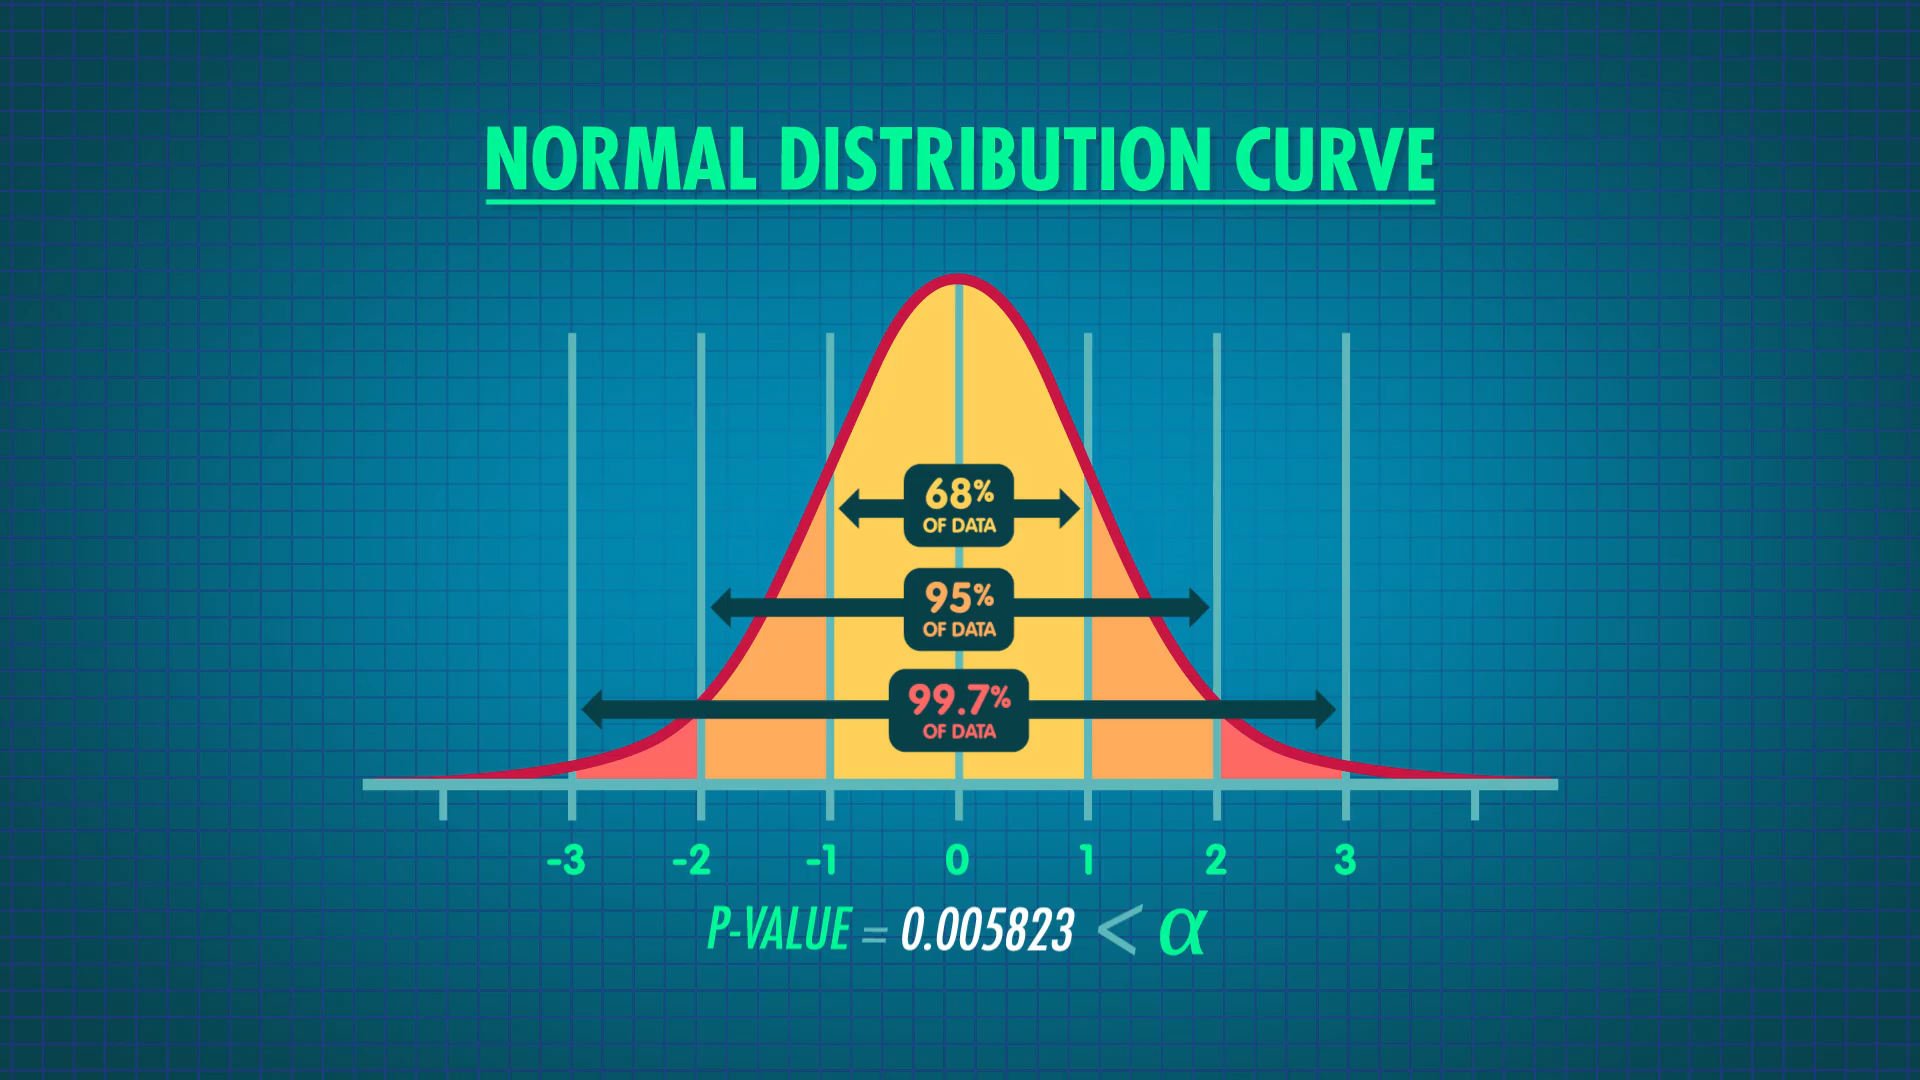 NORMAL DISTRIBUTION CURVE
68%
OF DATA
95%
OF DATA
99.7%
OF DATA
-3 -2 -1 0 1 2 3
P-VALUE = 0.005823 < α